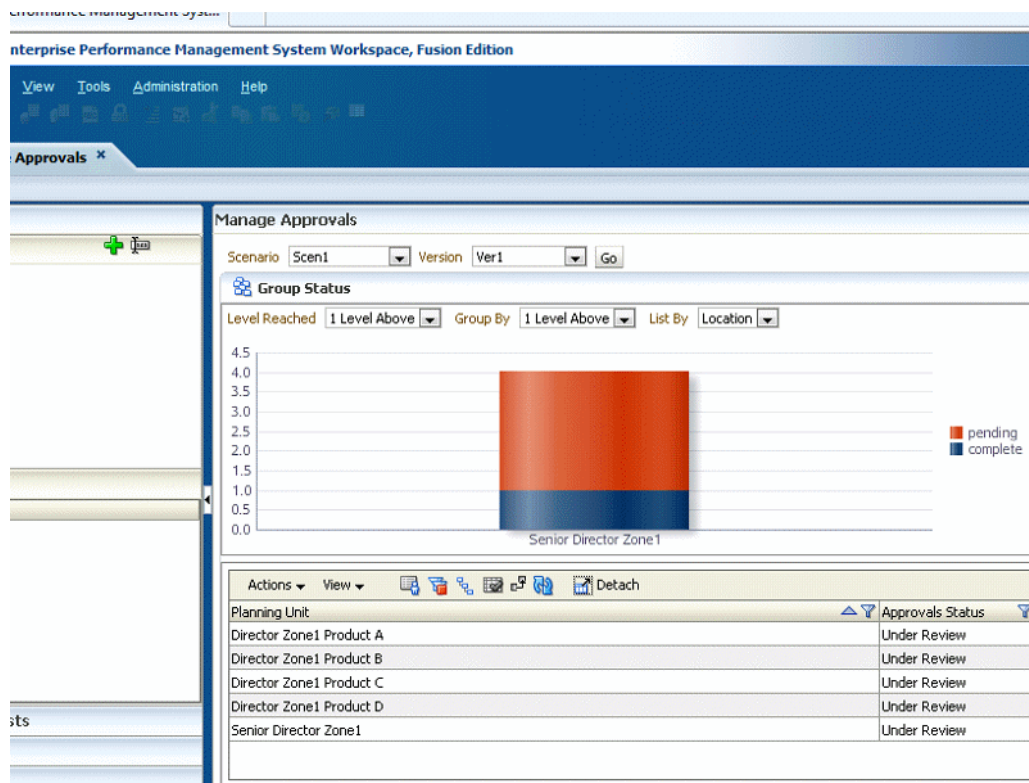 Performance Management Syst...
nterprise Performance Management System Workspace, Fusion Edition
View Tools Administration Help
Approvals
Manage Approvals
Scenario Scen1 Version Ver1 Go
Group Status
Level Reached 1 Level Above Group By 1 Level Above List By Location
4.5
4.0
3.5
3.0
2.5
2.0
1.5
1.0
0.5
0.0
pending
complete
Senior Director Zone1
Actions View Detach
Planning Unit Approvals Status
Director Zone1 Product A Under Review
Director Zone1 Product B Under Review
Director Zone1 Product C Under Review
Director Zone1 Product D Under Review
Senior Director Zone1 Under Review
sts